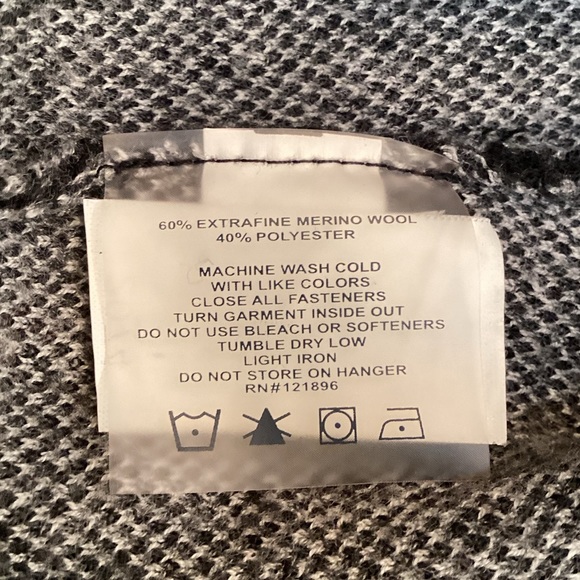 60% EXTRAFINE MERINO WOOL
40% POLYESTER
MACHINE WASH COLD
WITH LIKE COLORS
CLOSE ALL FASTENERS
TURN GARMENT INSIDE OUT
DO NOT USE BLEACH OR SOFTENERS
TUMBLE DRY LOW
LIGHT IRON
DO NOT STORE ON HANGER
RN#121896